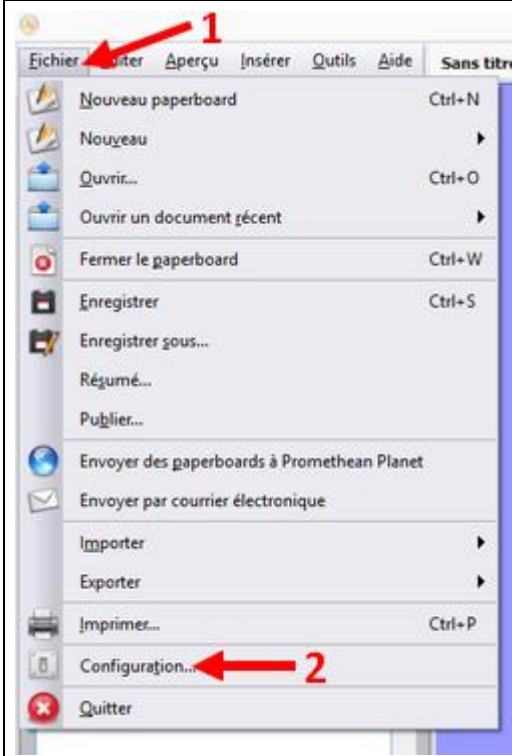 1
Fichier Aperçu Insérer Outils Aide Sans titre
Nouveau paperboard Ctrl+N
Nouveau
Ouvrir... Ctrl+O
Ouvrir un document récent
Fermer le paperboard Ctrl+W
Enregistrer Ctrl+S
Enregistrer sous...
Résumé...
Publier...
Envoyer des paperboards à Promethean Planet
Envoyer par courrier électronique
Importer
Exporter
Imprimer... Ctrl+P
Configuration... 2
Quitter